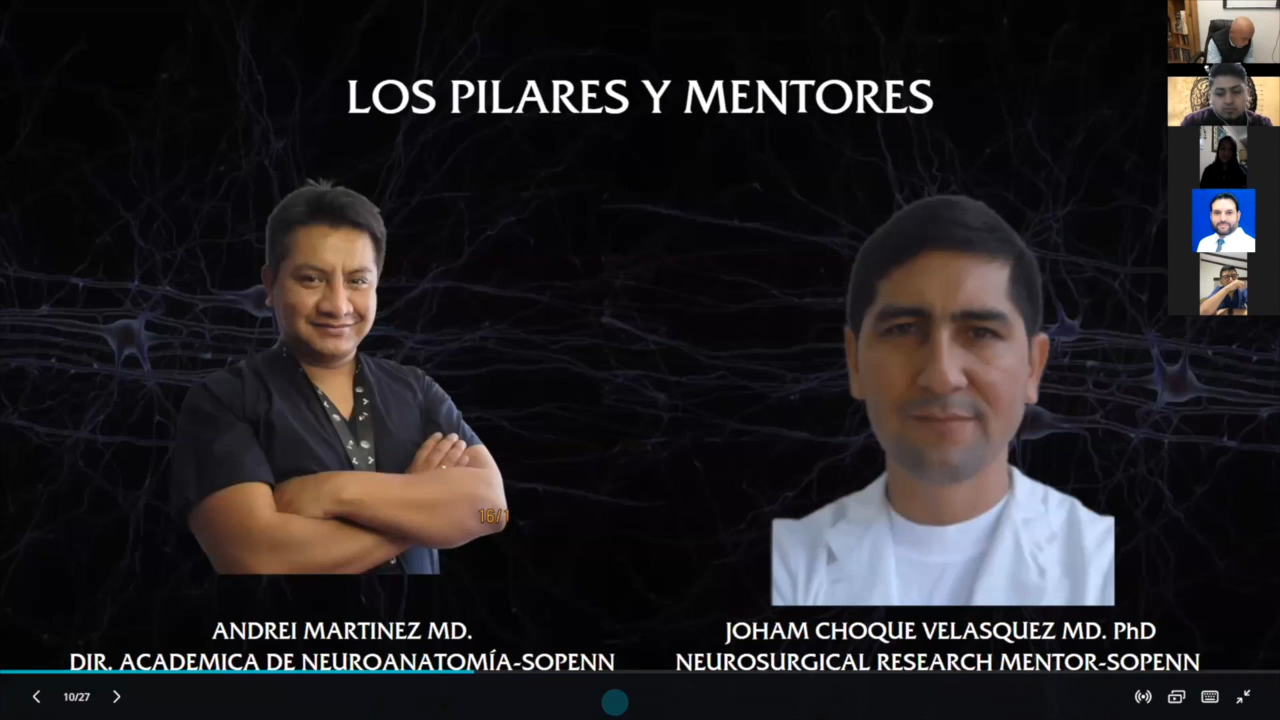 LOS PILARES Y MENTORES
16/1
ANDREI MARTINEZ MD.
DIR. ACADEMICA DE NEUROANATOMÍA-SOPENN
JOHAM CHOQUE VELASQUEZ MD. PhD
NEUROSURGICAL RESEARCH MENTOR-SOPENN
10/27